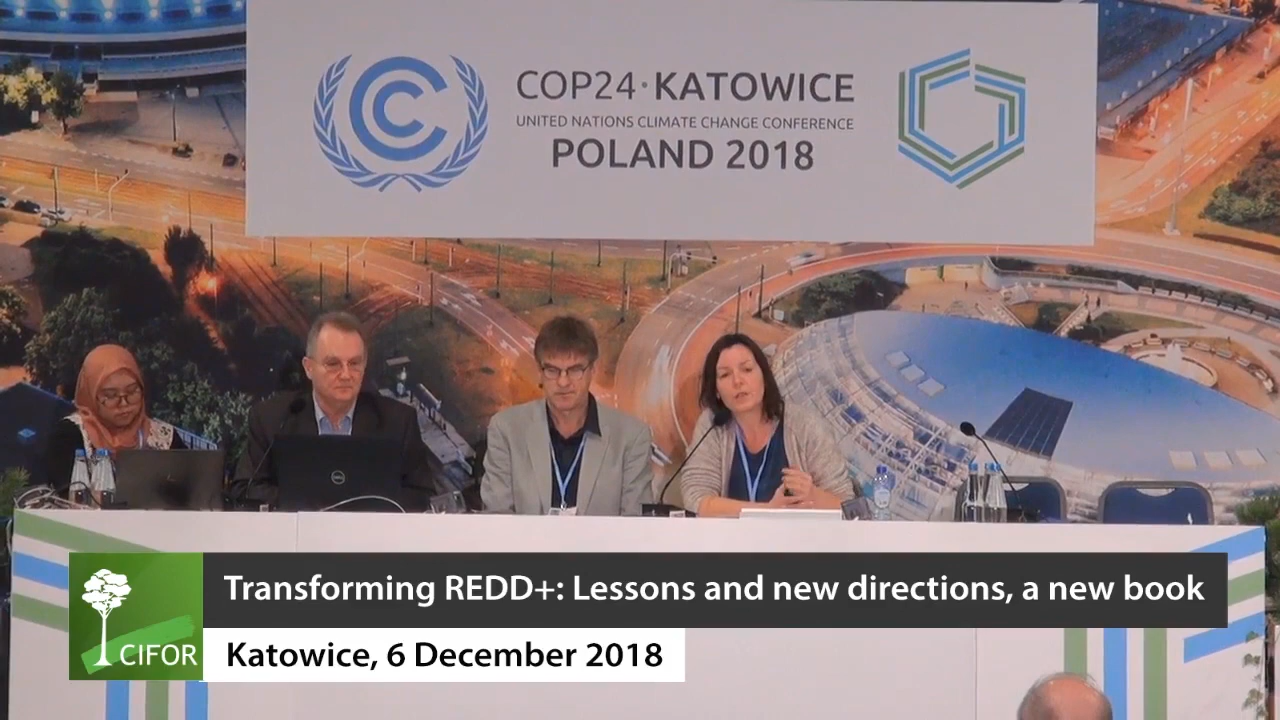 COP24·KATOWICE
UNITED NATIONS CLIMATE CHANGE CONFERENCE
POLAND 2018
DELL
Transforming REDD+: Lessons and new directions, a new book
CIFOR
Katowice, 6 December 2018